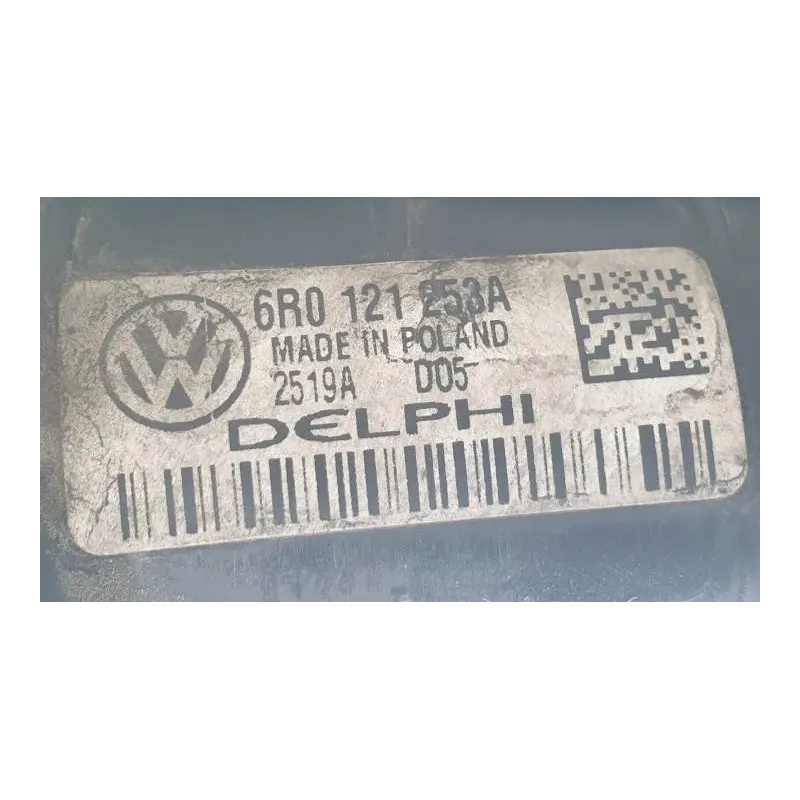 6R0 121 253A
MADE IN POLAND
2519A D05
DELPHI